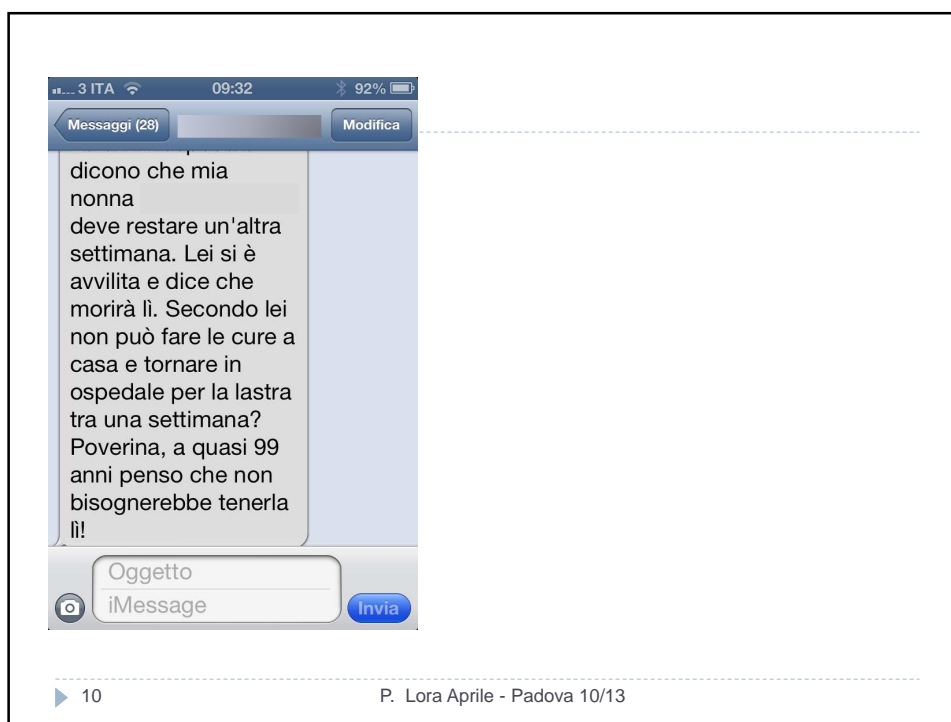 3 ITA 09:32 92%
Messaggi (28) Modifica
dicono che mia
nonna
deve restare un'altra
settimana. Lei si è
avvilita e dice che
morirà lì. Secondo lei
non può fare le cure a
casa e tornare in
ospedale per la lastra
tra una settimana?
Poverina, a quasi 99
anni penso che non
bisognerebbe tenerla
lì!
Oggetto
iMessage Invia
10 P. Lora Aprile - Padova 10/13